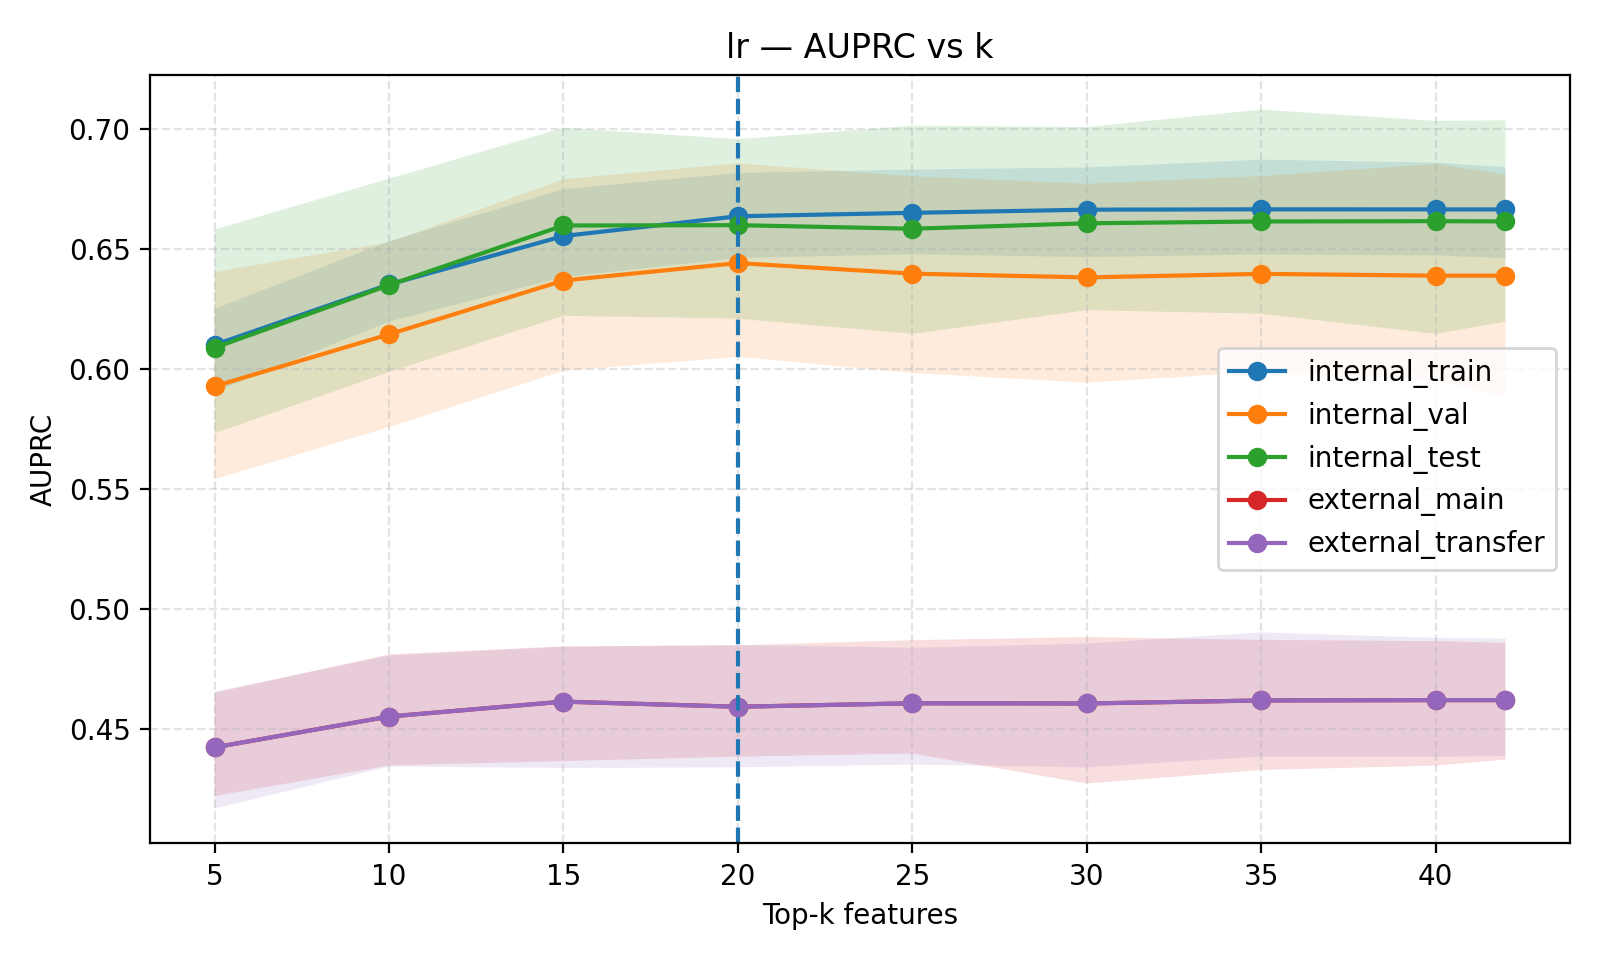 lr — AUPRC vs k
AUPRC
0.70
0.65
0.60
0.55
0.50
0.45
internal_train
internal_val
internal_test
external_main
external_transfer
5 10 15 20 25 30 35 40
Top-k features